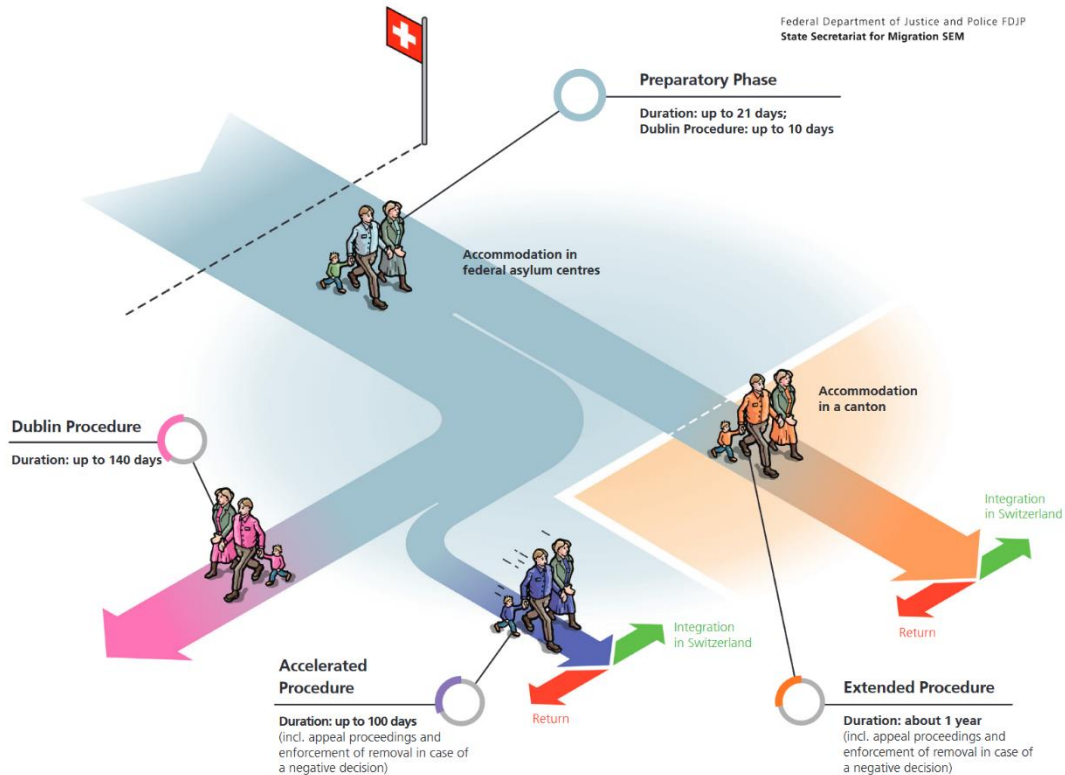 Federal Department of Justice and Police FDJP
State Secretariat for Migration SEM
Preparatory Phase
Duration: up to 21 days;
Dublin Procedure: up to 10 days
Accommodation in
federal asylum centres
Accommodation
in a canton
Dublin Procedure
Duration: up to 140 days
Integration
in Switzerland
Return
Integration
in Switzerland
Return
Accelerated
Procedure
Duration: up to 100 days
(incl. appeal proceedings and
enforcement of removal in case of
a negative decision)
Extended Procedure
Duration: about 1 year
(incl. appeal proceedings and
enforcement of removal in case of
a negative decision)